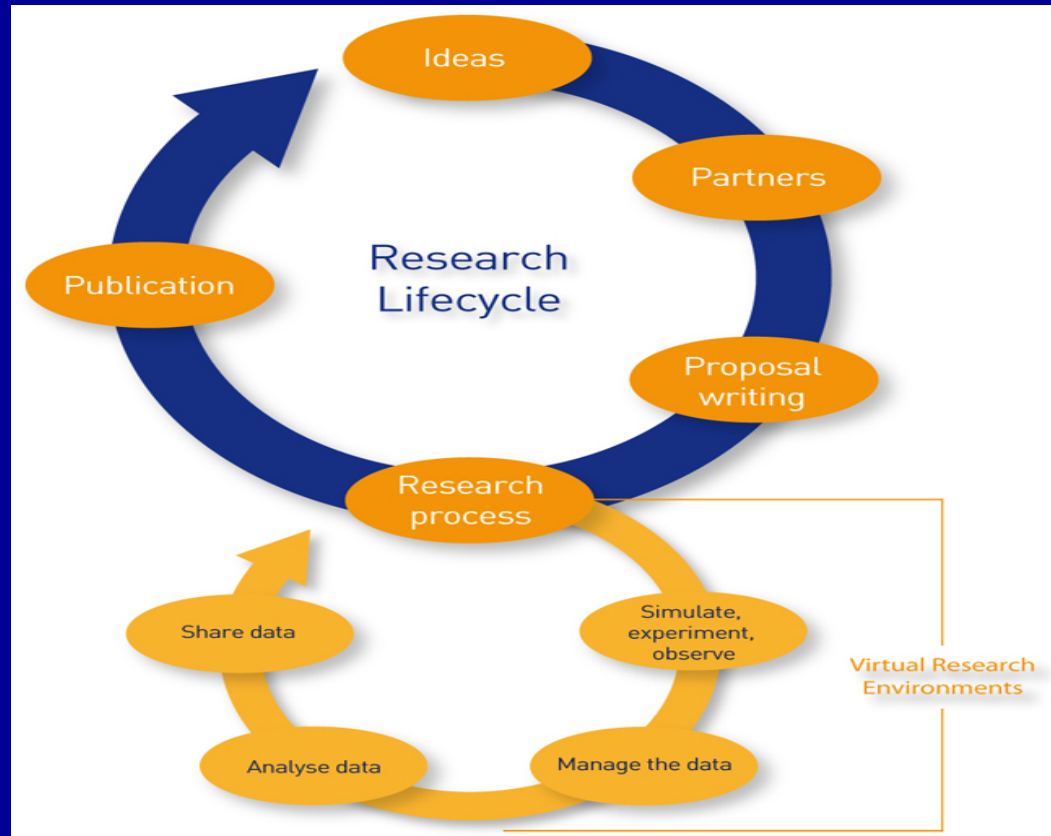 Ideas
Partners
Research
Lifecycle
Publication
Proposal
writing
Research
process
Simulate,
experiment,
observe
Share data
Virtual Research
Environments
Manage the data
Analyse data